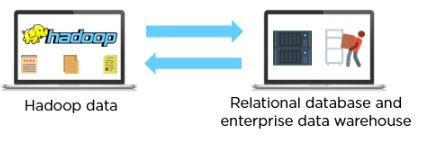 hadoop
Hadoop data
Relational database and
enterprise data warehouse